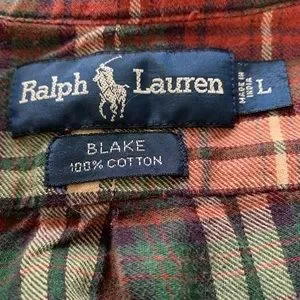 Ralph Lauren
MADE IN
INDIA
L
BLAKE
100% COTTON